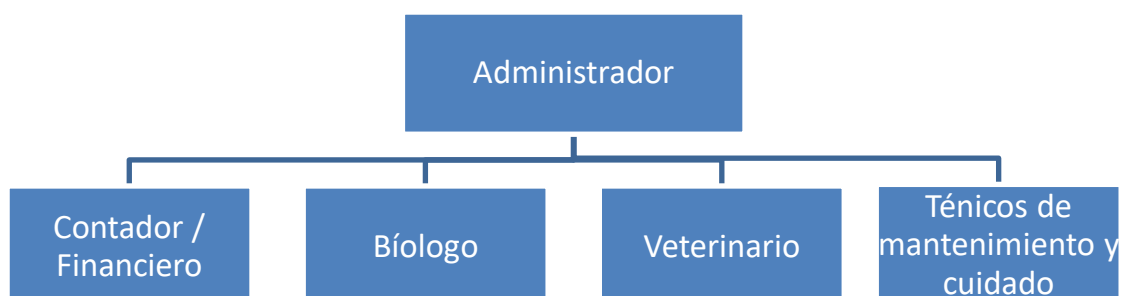 Administrador
Contador /
Financiero
Bíologo
Veterinario
Ténicos de
mantenimiento y
cuidado